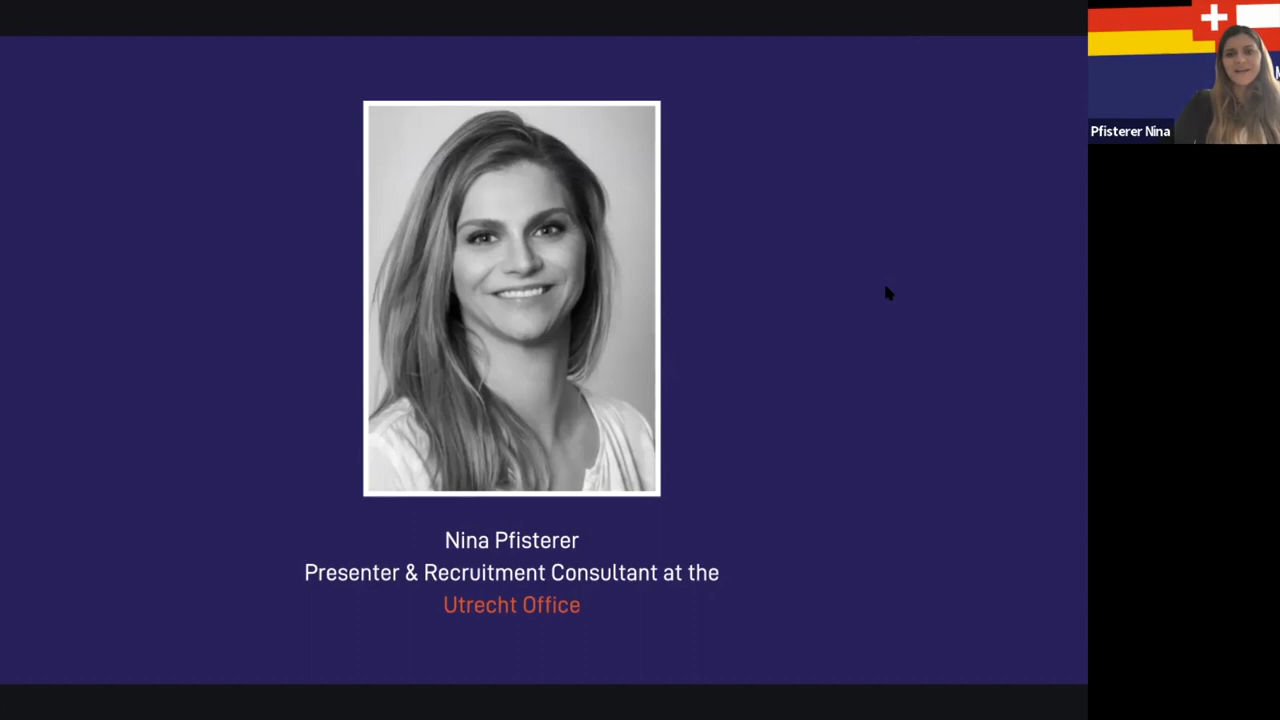 Nina Pfisterer
Presenter & Recruitment Consultant at the
Utrecht Office
Pfisterer Nina